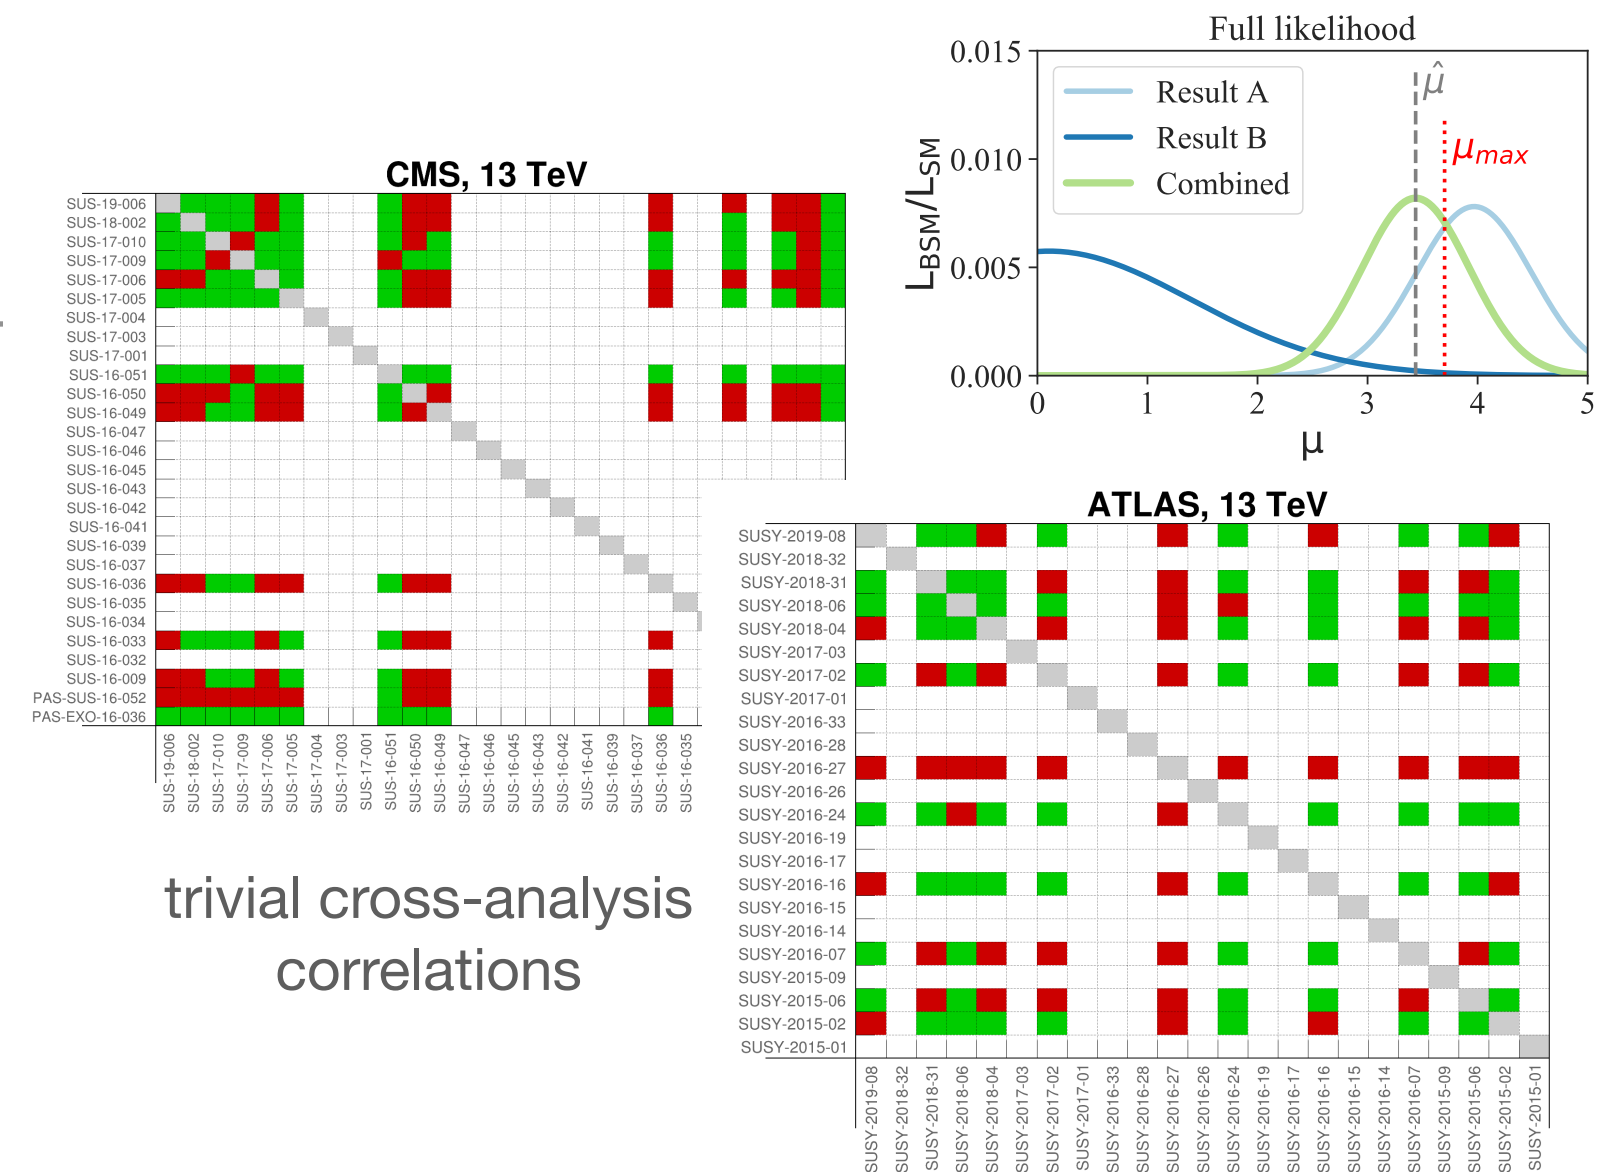 Full likelihood
0.015
0.010
0.005
0.000
L_BSM/L_SM
Result A
Result B
Combined
μ̂
μ_max
0 1 2 3 4 5
μ
CMS, 13 TeV
SUS-19-006
SUS-18-002
SUS-17-010
SUS-17-009
SUS-17-006
SUS-17-005
SUS-17-004
SUS-17-003
SUS-17-001
SUS-16-051
SUS-16-050
SUS-16-049
SUS-16-047
SUS-16-046
SUS-16-045
SUS-16-043
SUS-16-042
SUS-16-041
SUS-16-039
SUS-16-037
SUS-16-036
SUS-16-035
SUS-16-034
SUS-16-033
SUS-16-032
SUS-16-009
PAS-SUS-16-052
PAS-EXO-16-036
SUS-19-006
SUS-18-002
SUS-17-010
SUS-17-009
SUS-17-006
SUS-17-005
SUS-17-004
SUS-17-003
SUS-17-001
SUS-16-051
SUS-16-050
SUS-16-049
SUS-16-047
SUS-16-046
SUS-16-045
SUS-16-043
SUS-16-042
SUS-16-041
SUS-16-039
SUS-16-037
SUS-16-036
SUS-16-035
trivial cross-analysis
correlations
ATLAS, 13 TeV
SUSY-2019-08
SUSY-2018-32
SUSY-2018-31
SUSY-2018-06
SUSY-2018-04
SUSY-2017-03
SUSY-2017-02
SUSY-2017-01
SUSY-2016-33
SUSY-2016-28
SUSY-2016-27
SUSY-2016-26
SUSY-2016-24
SUSY-2016-19
SUSY-2016-17
SUSY-2016-16
SUSY-2016-15
SUSY-2016-14
SUSY-2016-07
SUSY-2015-09
SUSY-2015-06
SUSY-2015-02
SUSY-2015-01
SUSY-2019-08
SUSY-2018-32
SUSY-2018-31
SUSY-2018-06
SUSY-2018-04
SUSY-2017-03
SUSY-2017-02
SUSY-2017-01
SUSY-2016-33
SUSY-2016-28
SUSY-2016-27
SUSY-2016-26
SUSY-2016-24
SUSY-2016-19
SUSY-2016-17
SUSY-2016-16
SUSY-2016-15
SUSY-2016-14
SUSY-2016-07
SUSY-2015-09
SUSY-2015-06
SUSY-2015-02
SUSY-2015-01